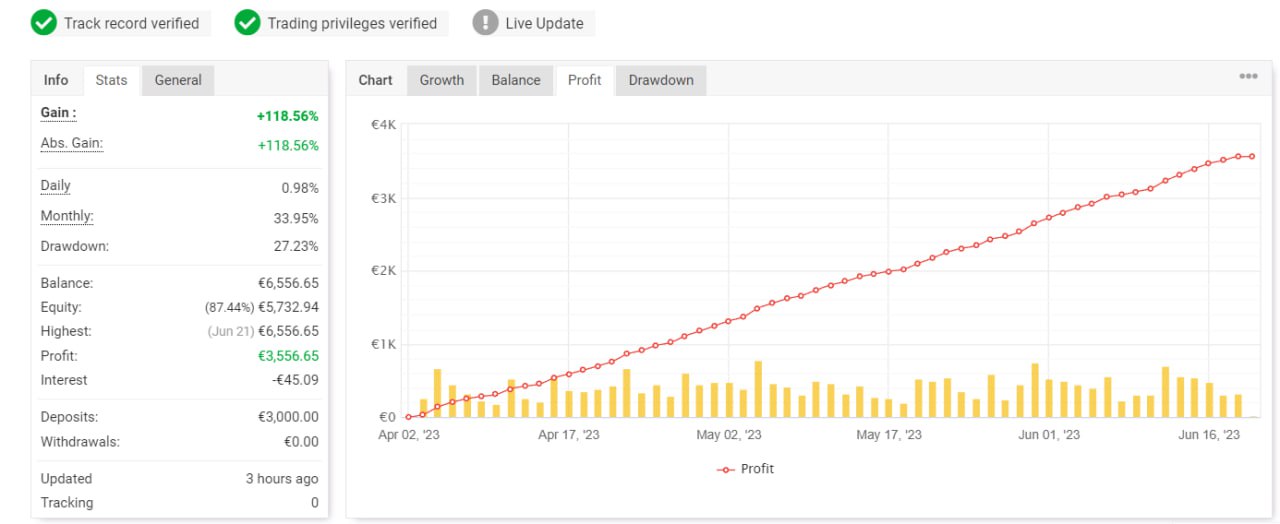 Track record verified Trading privileges verified Live Update
Info Stats General
Gain : +118.56%
Abs. Gain: +118.56%
Daily 0.98%
Monthly: 33.95%
Drawdown: 27.23%
Balance: €6,556.65
Equity: (87.44%) €5,732.94
Highest: (Jun 21) €6,556.65
Profit: €3,556.65
Interest -€45.09
Deposits: €3,000.00
Withdrawals: €0.00
Updated 3 hours ago
Tracking 0
Chart Growth Balance Profit Drawdown
€4K
€3K
€2K
€1K
€0
Apr 02, '23 Apr 17, '23 May 02, '23 May 17, '23 Jun 01, '23 Jun 16, '23
Profit